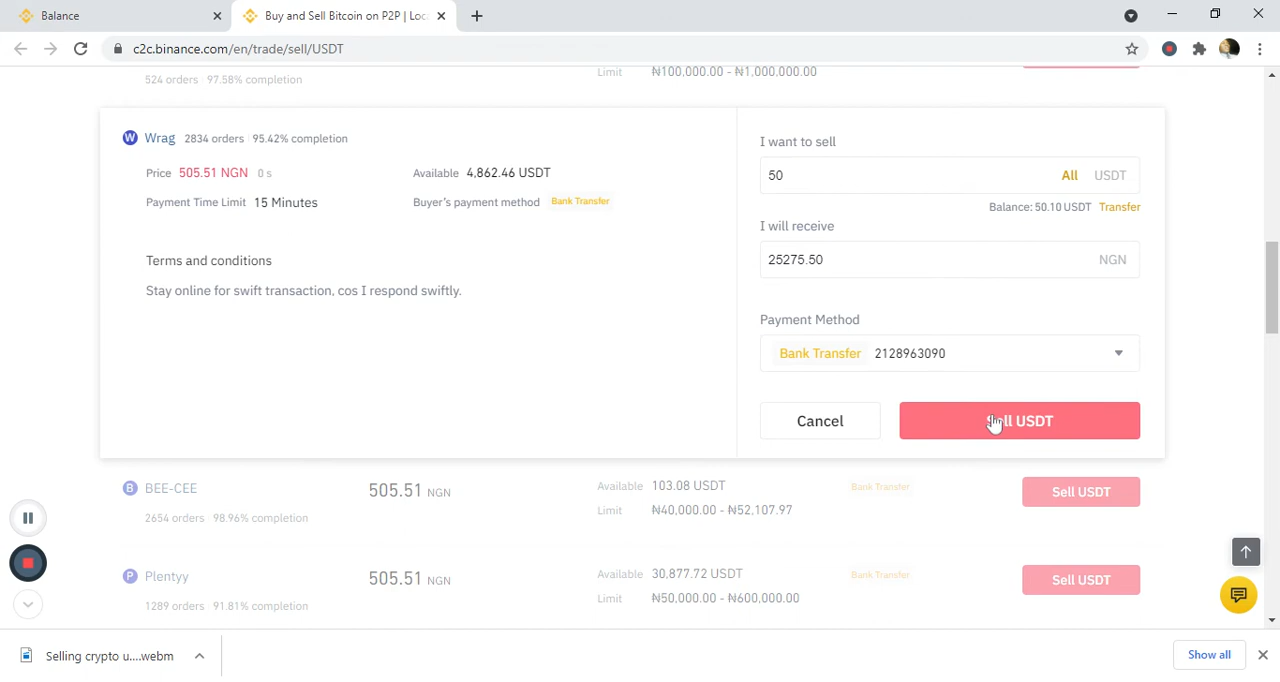 Balance
Buy and Sell Bitcoin on P2P | Loc
c2c.binance.com/en/trade/sell/USDT
524 orders 97.58% completion
Limit ₦100,000.00 - ₦1,000,000.00
W Wrag 2834 orders 95.42% completion
Price 505.51 NGN 0 s
Available 4,862.46 USDT
Payment Time Limit 15 Minutes
Buyer's payment method Bank Transfer
Terms and conditions
Stay online for swift transaction, cos I respond swiftly.
I want to sell
50 All USDT
Balance: 50.10 USDT Transfer
I will receive
25275.50 NGN
Payment Method
Bank Transfer 2128963090
Cancel
Sell USDT
B BEE-CEE
2654 orders 98.96% completion
505.51 NGN
Available 103.08 USDT
Limit ₦40,000.00 - ₦52,107.97
Bank Transfer
Sell USDT
P Plentyy
1289 orders 91.81% completion
505.51 NGN
Available 30,877.72 USDT
Limit ₦50,000.00 - ₦600,000.00
Bank Transfer
Sell USDT
Selling crypto u....webm
Show all